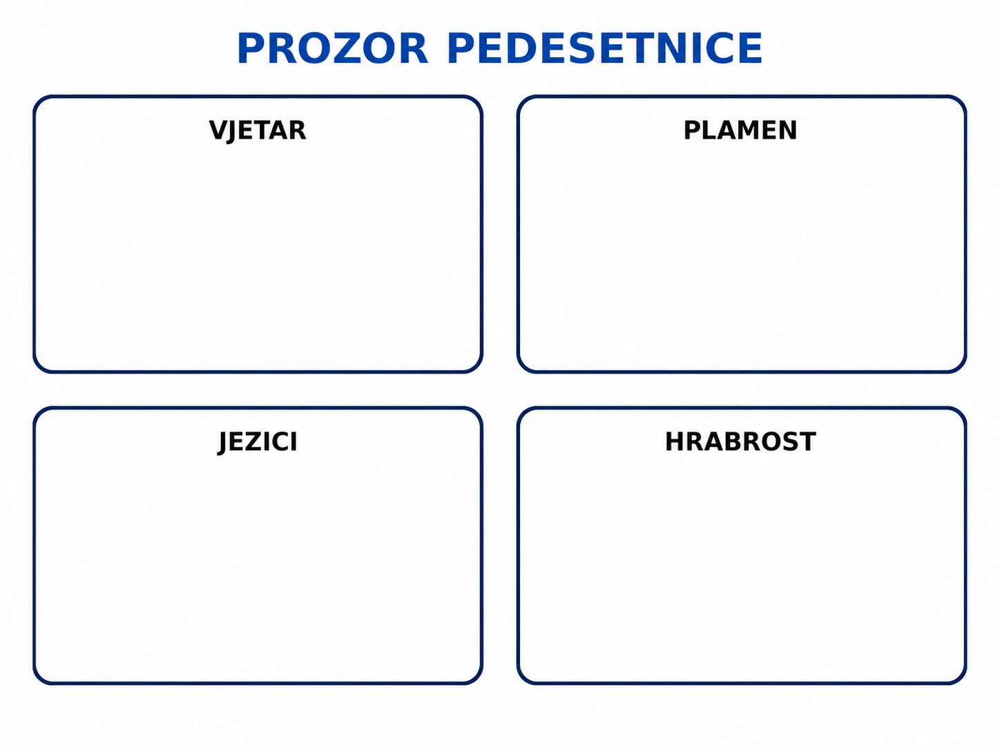 PROZOR PEDESETNICE
VJETAR
PLAMEN
JEZICI
HRABROST